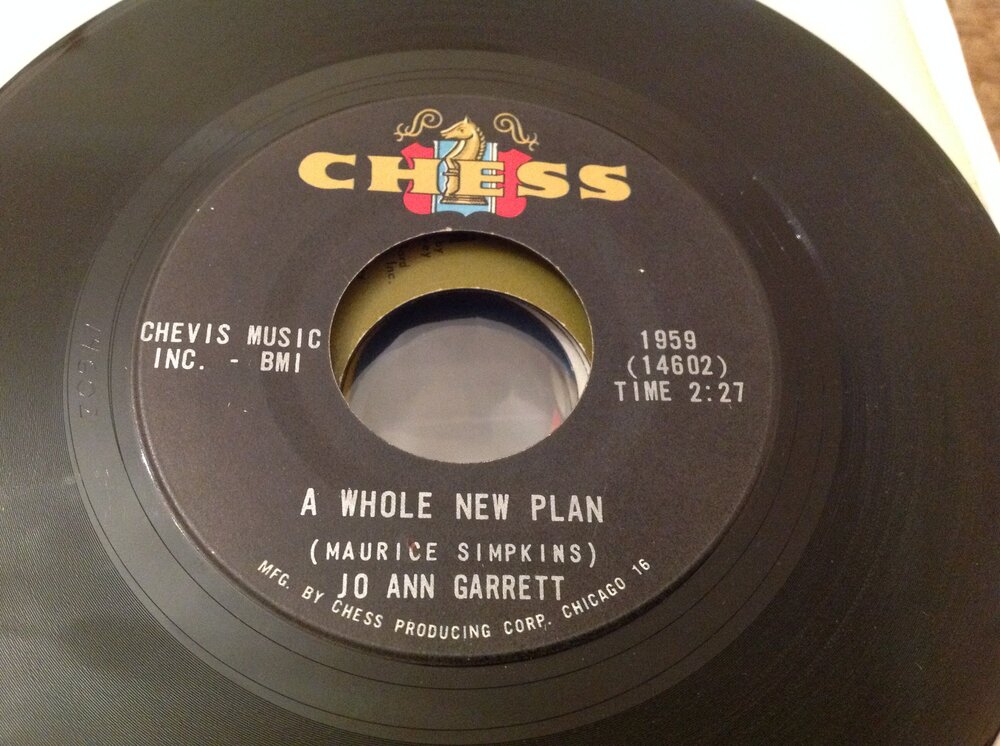 CHESS
CHEVIS MUSIC
INC. - BMI
1959
(14602)
TIME 2:27
A WHOLE NEW PLAN
(MAURICE SIMPKINS)
JO ANN GARRETT
MFG. BY CHESS PRODUCING CORP. CHICAGO 16
Inc.